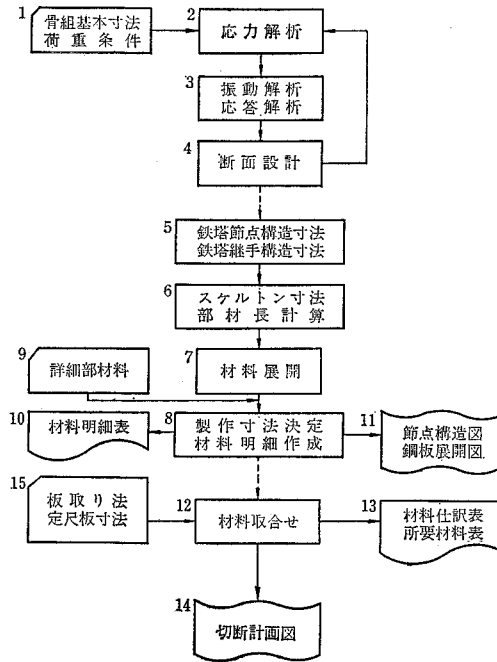 1
骨組基本寸法
荷重条件
2
応力解析
3
振動解析
応答解析
4
断面設計
5
鉄塔節点構造寸法
鉄塔継手構造寸法
6
スケルトン寸法
部材長計算
9
詳細部材料
7
材料展開
10
材料明細表
8
製作寸法決定
材料明細作成
11
節点構造図
鋼板展開図
15
板取り法
定尺板寸法
12
材料取合せ
13
材料仕訳表
所要材料表
14
切断計画図